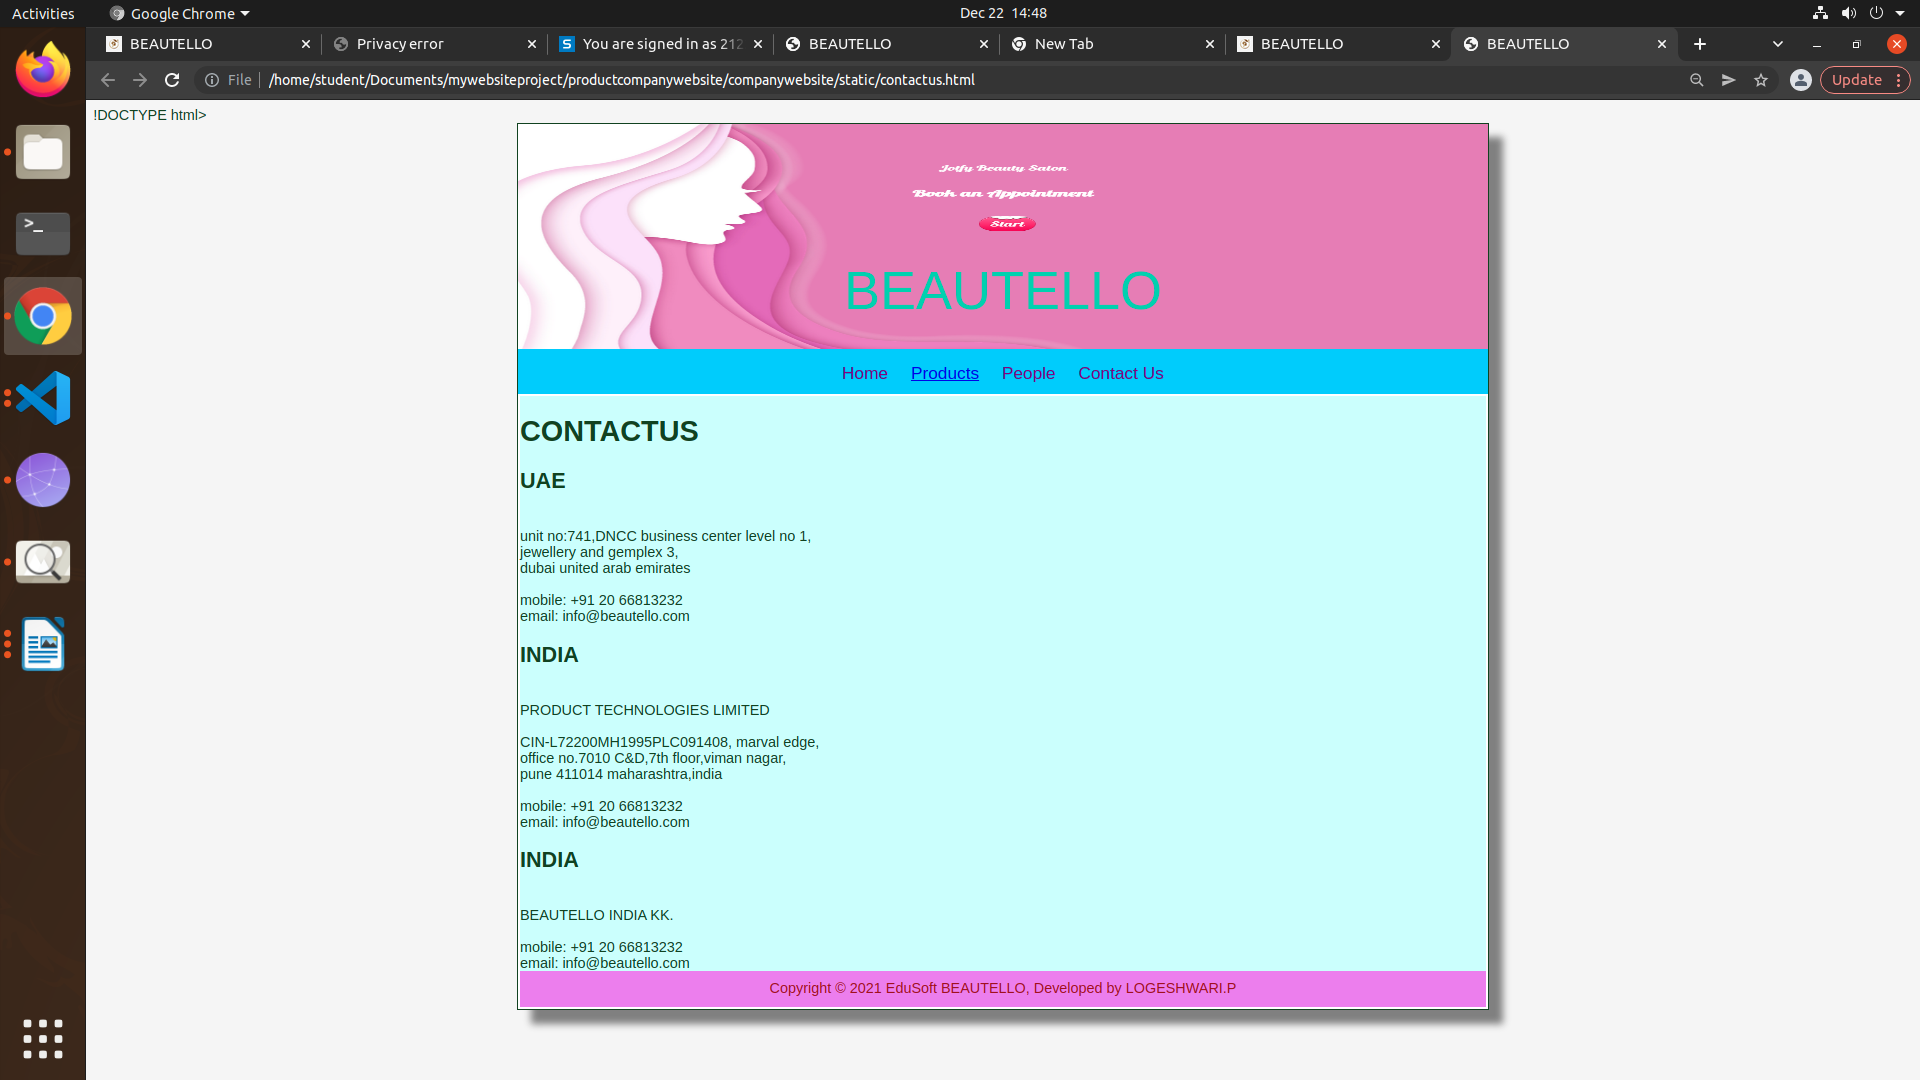 Activities
Google Chrome
Dec 22 14:48
BEAUTELLO
Privacy error
You are signed in as 212
BEAUTELLO
New Tab
BEAUTELLO
BEAUTELLO
File
/home/student/Documents/mywebsiteproject/productcompanywebsite/companywebsite/static/contactus.html
Update
!DOCTYPE html>
Jotfy Beauty Salon
Book an Appointment
Start
BEAUTELLO
Home Products People Contact Us
CONTACTUS
UAE
unit no:741,DNCC business center level no 1,
jewellery and gemplex 3,
dubai united arab emirates
mobile: +91 20 66813232
email: info@beautello.com
INDIA
PRODUCT TECHNOLOGIES LIMITED
CIN-L72200MH1995PLC091408, marval edge,
office no.7010 C&D,7th floor,viman nagar,
pune 411014 maharashtra,india
mobile: +91 20 66813232
email: info@beautello.com
INDIA
BEAUTELLO INDIA KK.
mobile: +91 20 66813232
email: info@beautello.com
Copyright © 2021 EduSoft BEAUTELLO, Developed by LOGESHWARI.P